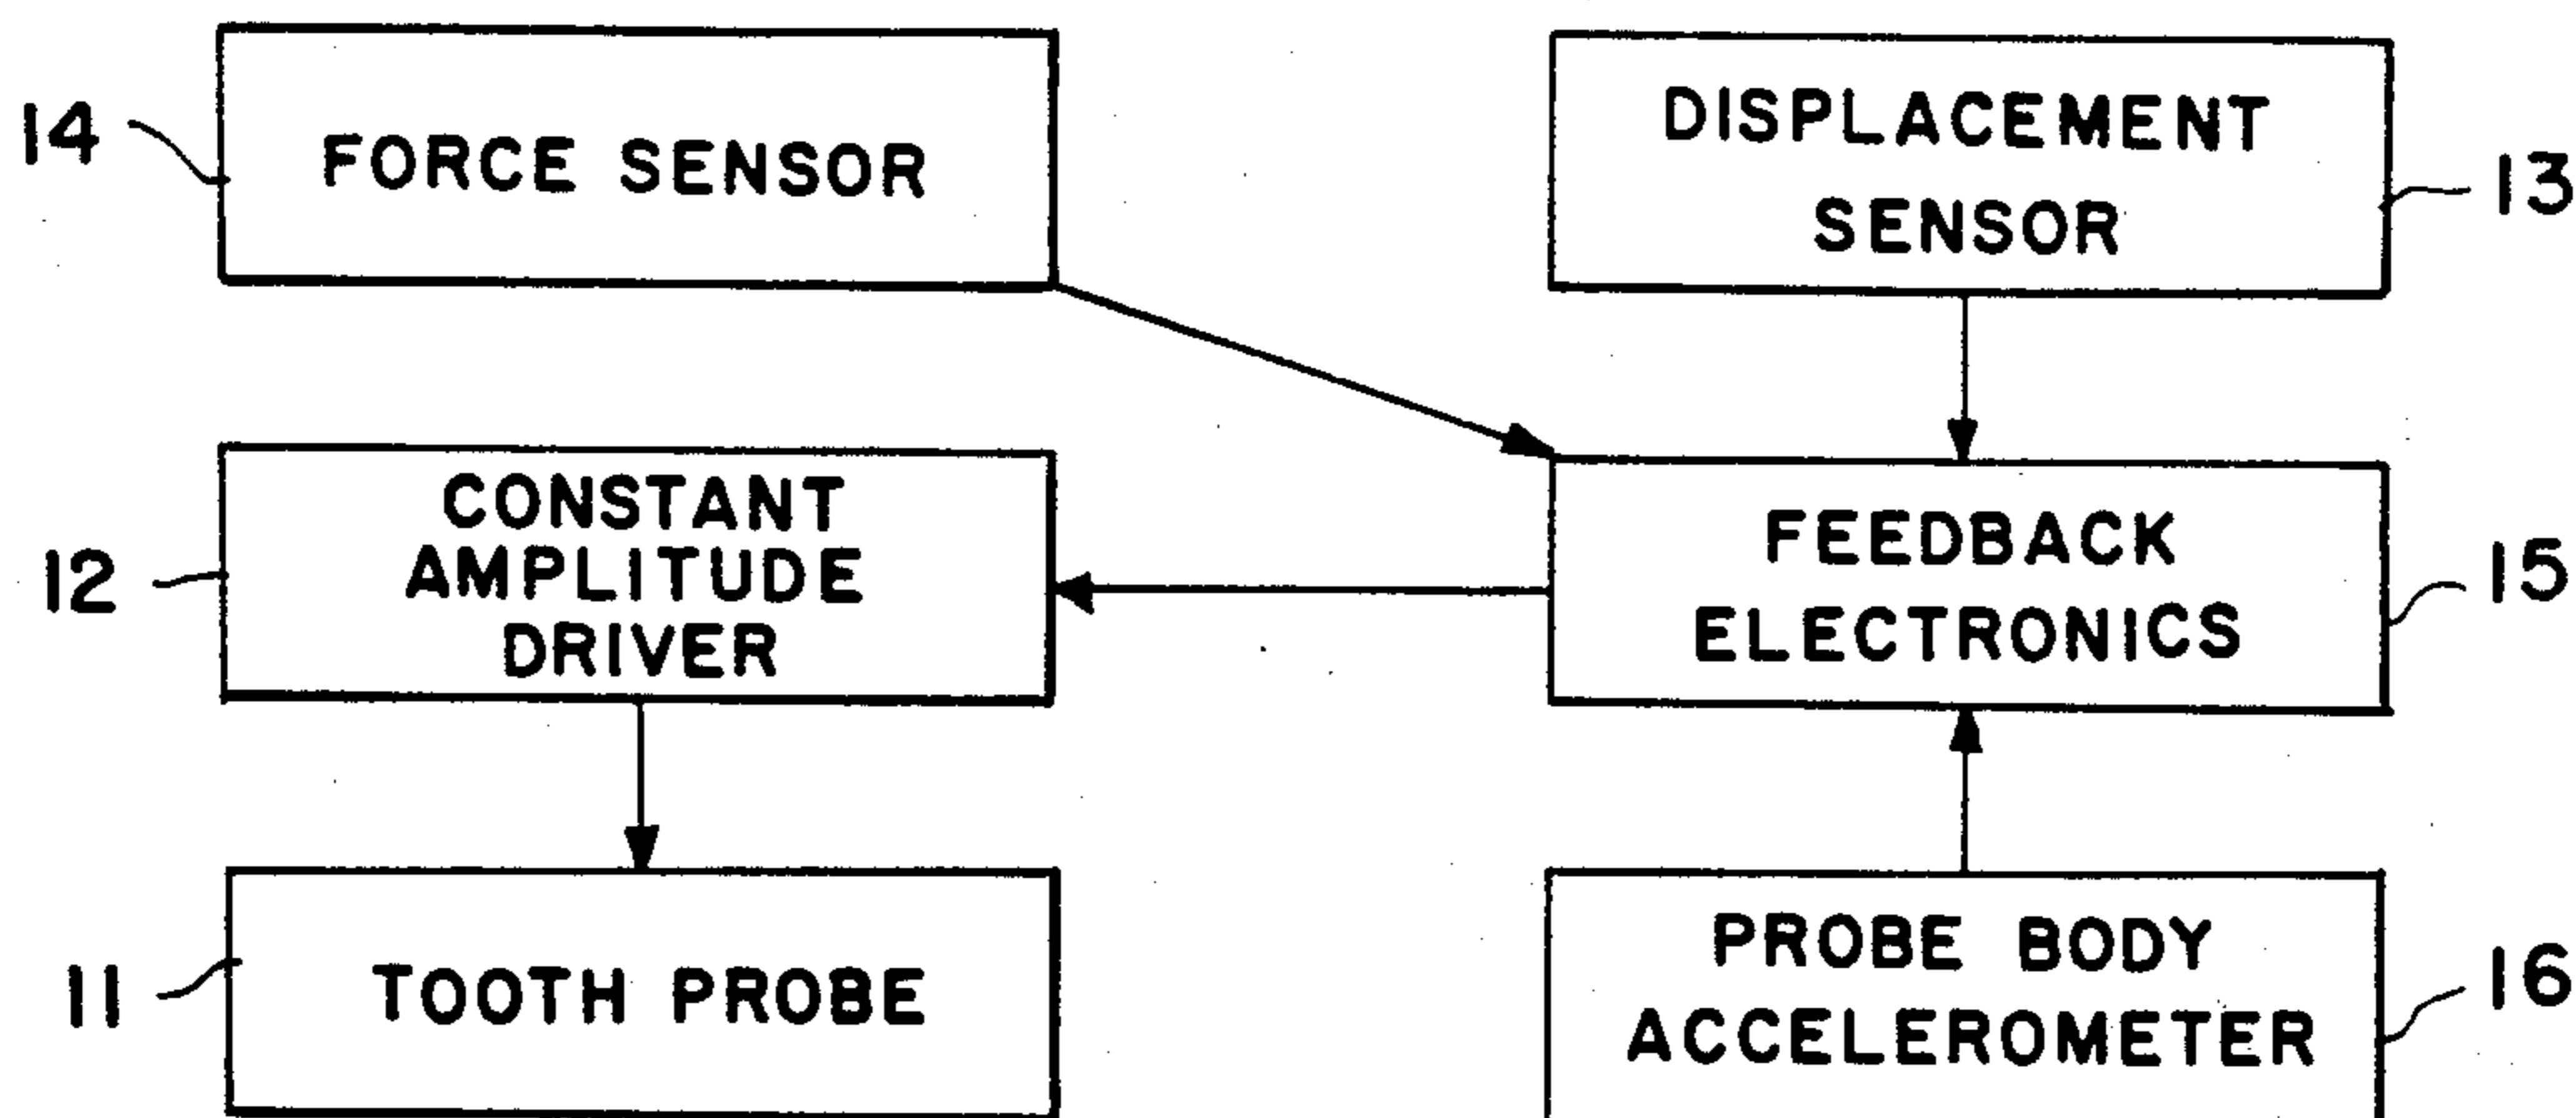 14
FORCE SENSOR
DISPLACEMENT
SENSOR
13
12
CONSTANT
AMPLITUDE
DRIVER
FEEDBACK
ELECTRONICS
15
11
TOOTH PROBE
PROBE BODY
ACCELEROMETER
16